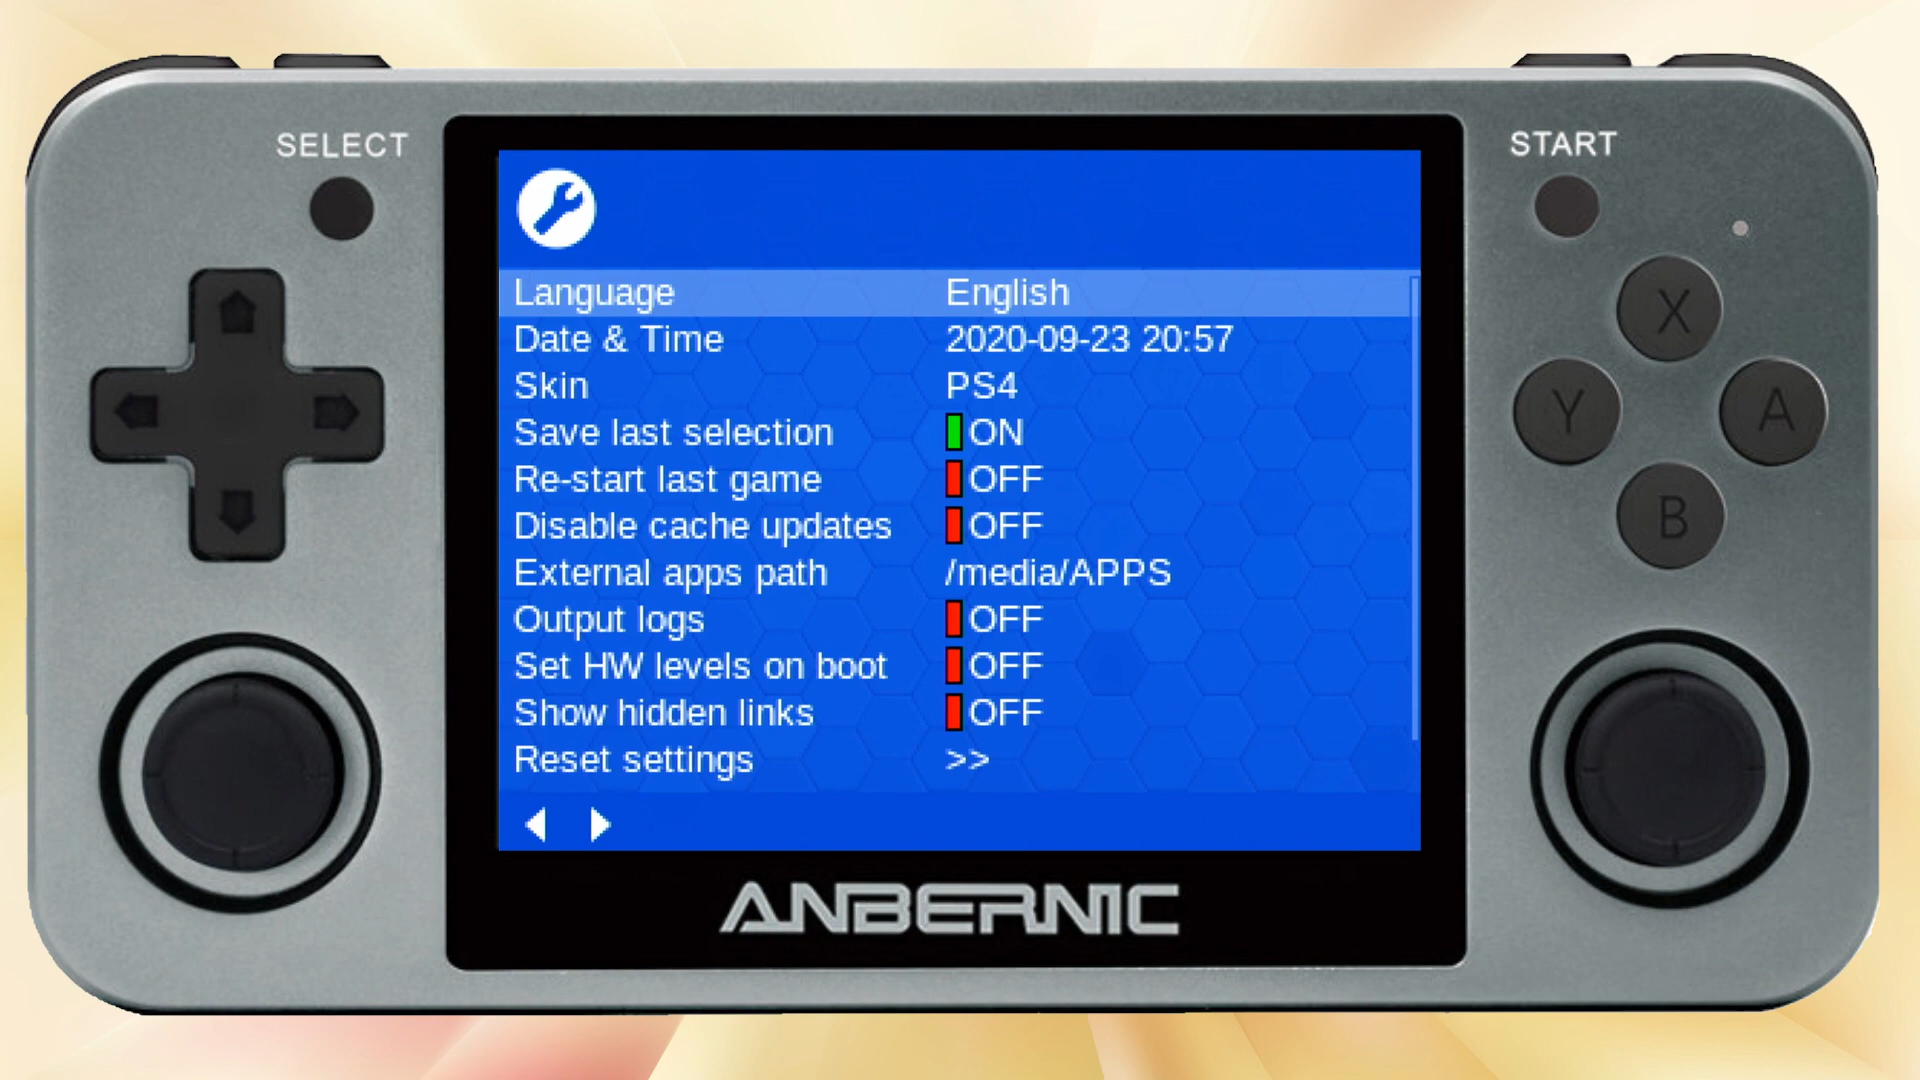 SELECT
START
Language English
Date & Time 2020-09-23 20:57
Skin PS4
Save last selection ON
Re-start last game OFF
Disable cache updates OFF
External apps path /media/APPS
Output logs OFF
Set HW levels on boot OFF
Show hidden links OFF
Reset settings >>
X
Y
A
B
ANBERNIC